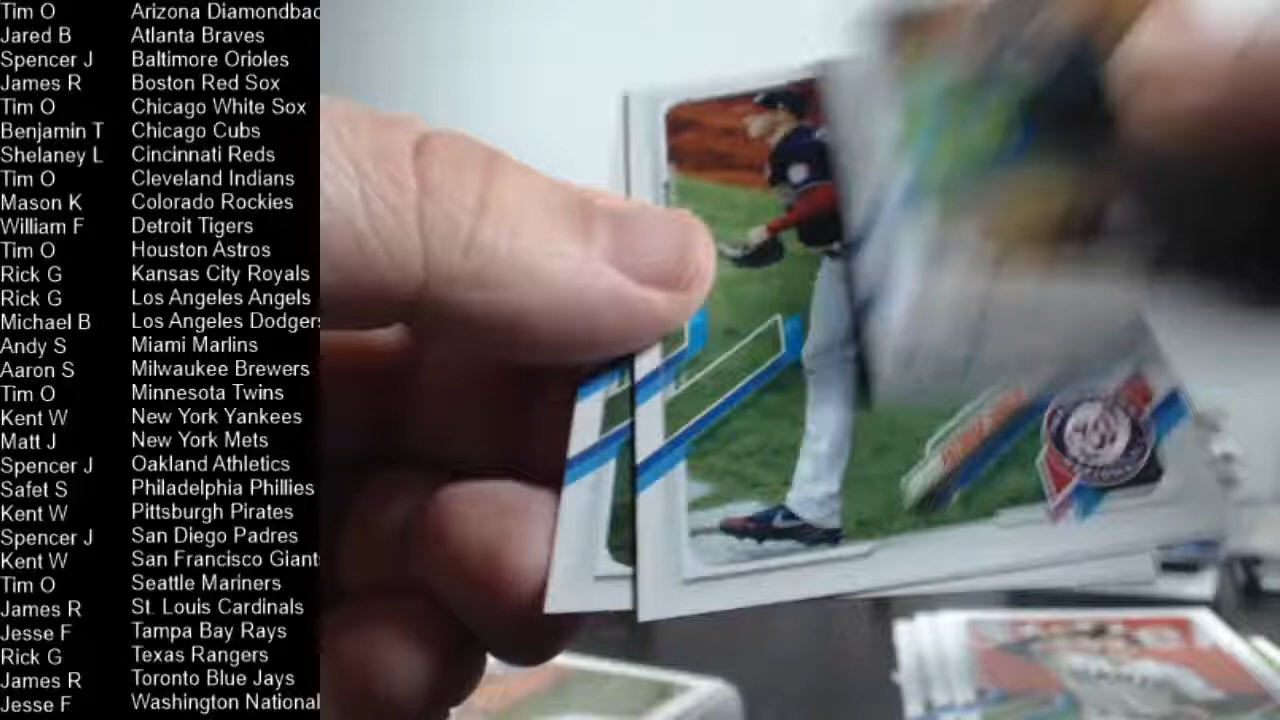 Tim O Arizona Diamondbac
Jared B Atlanta Braves
Spencer J Baltimore Orioles
James R Boston Red Sox
Tim O Chicago White Sox
Benjamin T Chicago Cubs
Shelaney L Cincinnati Reds
Tim O Cleveland Indians
Mason K Colorado Rockies
William F Detroit Tigers
Tim O Houston Astros
Rick G Kansas City Royals
Rick G Los Angeles Angels
Michael B Los Angeles Dodgers
Andy S Miami Marlins
Aaron S Milwaukee Brewers
Tim O Minnesota Twins
Kent W New York Yankees
Matt J New York Mets
Spencer J Oakland Athletics
Safet S Philadelphia Phillies
Kent W Pittsburgh Pirates
Spencer J San Diego Padres
Kent W San Francisco Giants
Tim O Seattle Mariners
James R St. Louis Cardinals
Jesse F Tampa Bay Rays
Rick G Texas Rangers
James R Toronto Blue Jays
Jesse F Washington National